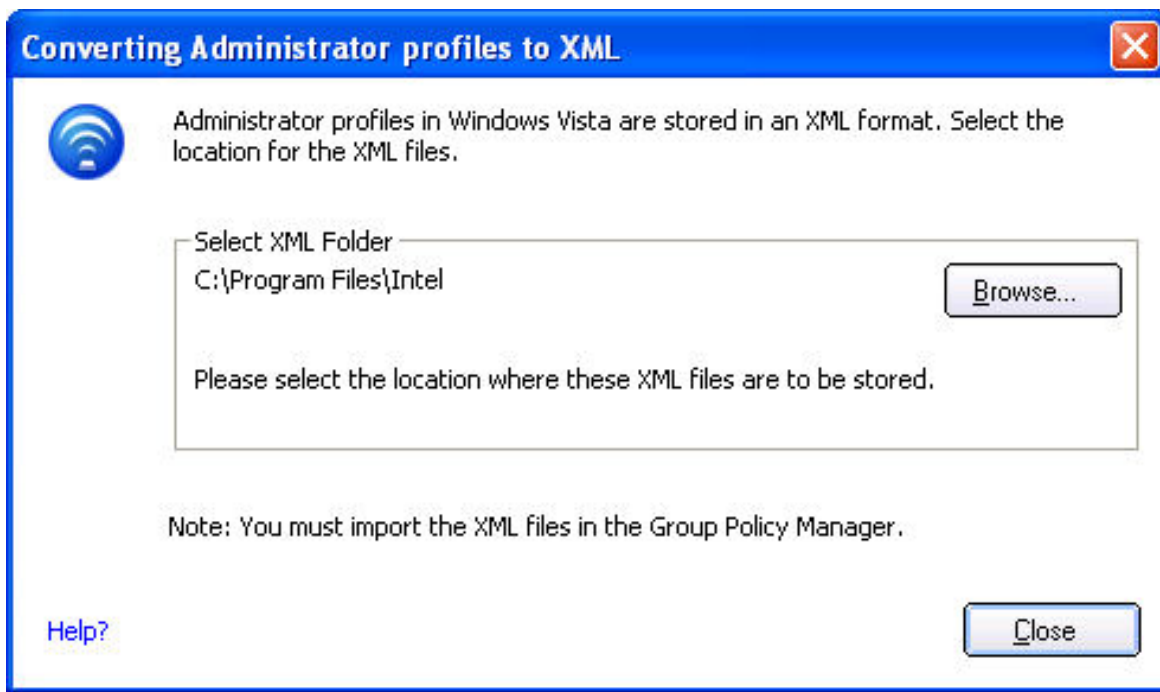 Converting Administrator profiles to XML
Administrator profiles in Windows Vista are stored in an XML format. Select the
location for the XML files.
Select XML Folder
C:\Program Files\Intel
Browse...
Please select the location where these XML files are to be stored.
Note: You must import the XML files in the Group Policy Manager.
Help?
Close